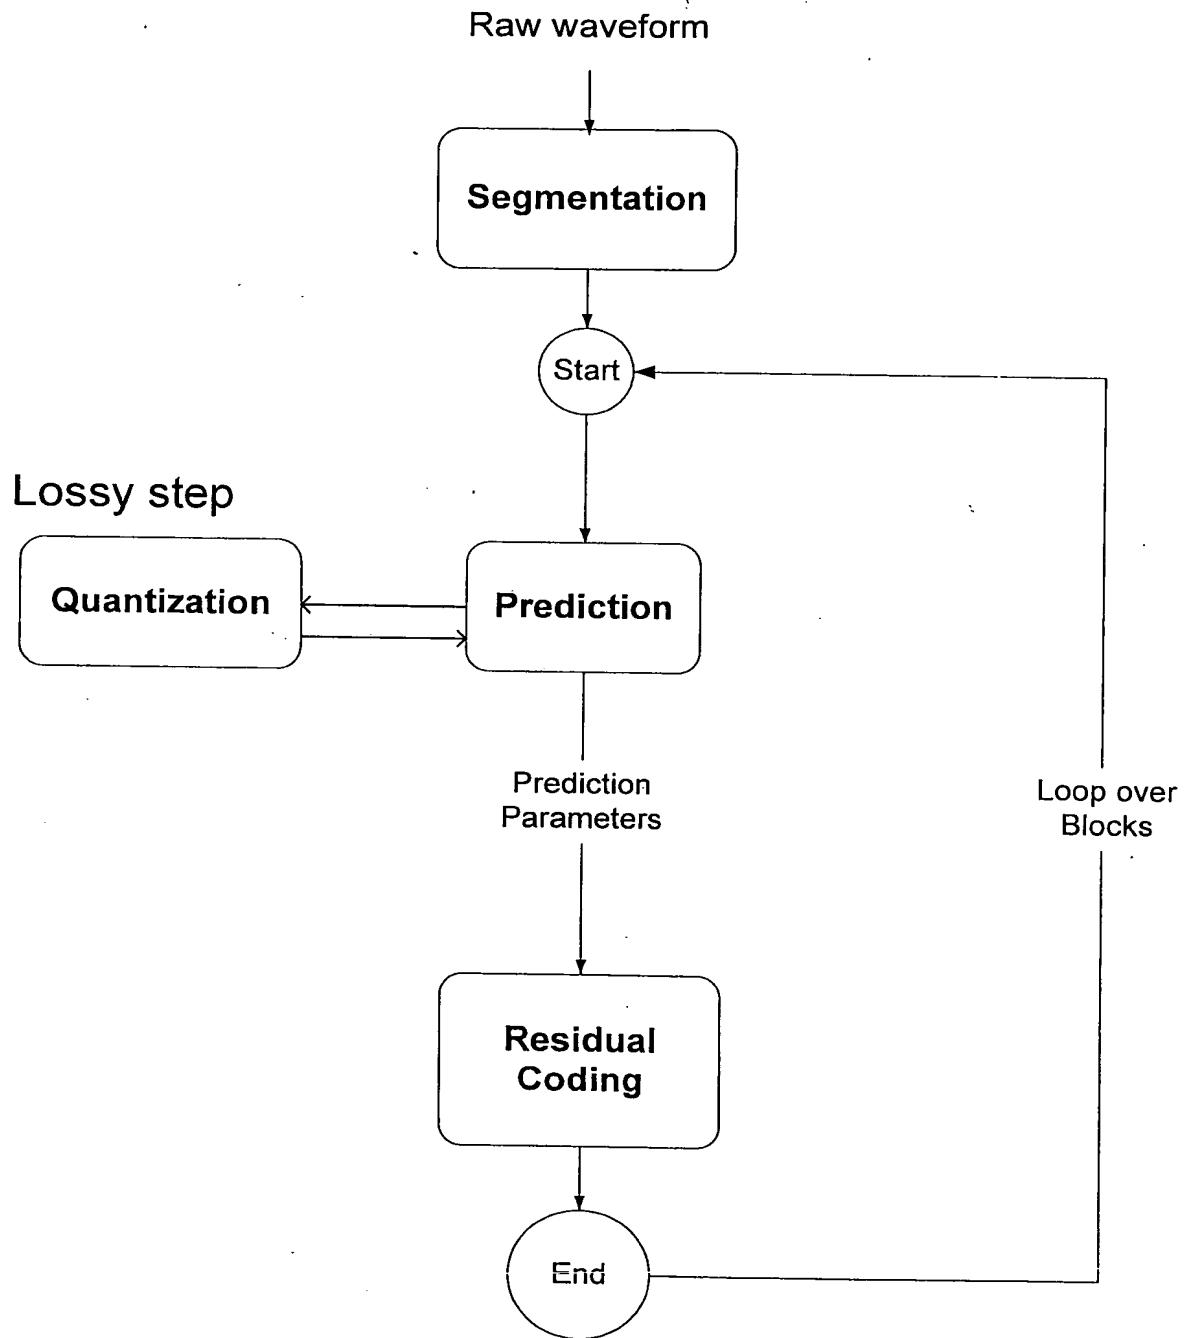 Raw waveform
Segmentation
Start
Lossy step
Quantization
Prediction
Prediction
Parameters
Loop over
Blocks
Residual
Coding
End